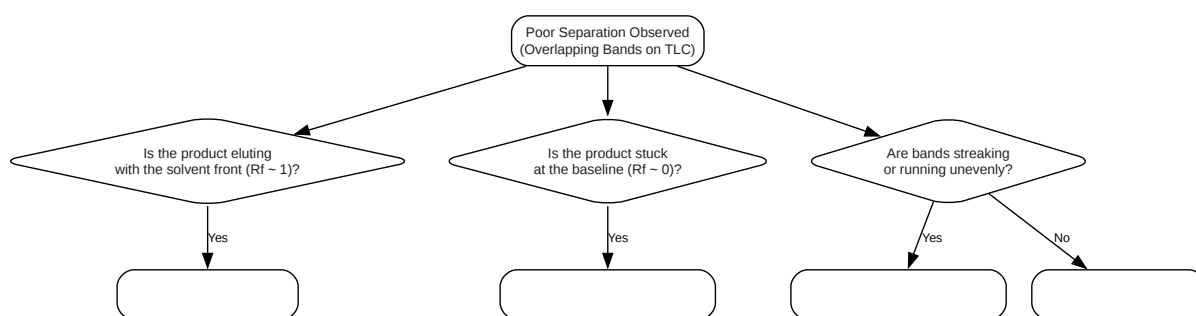 Poor Separation Observed
(Overlapping Bands on TLC)
Is the product eluting
with the solvent front (Rf ~ 1)?
Is the product stuck
at the baseline (Rf ~ 0)?
Are bands streaking
or running unevenly?
Yes
Yes
Yes
No